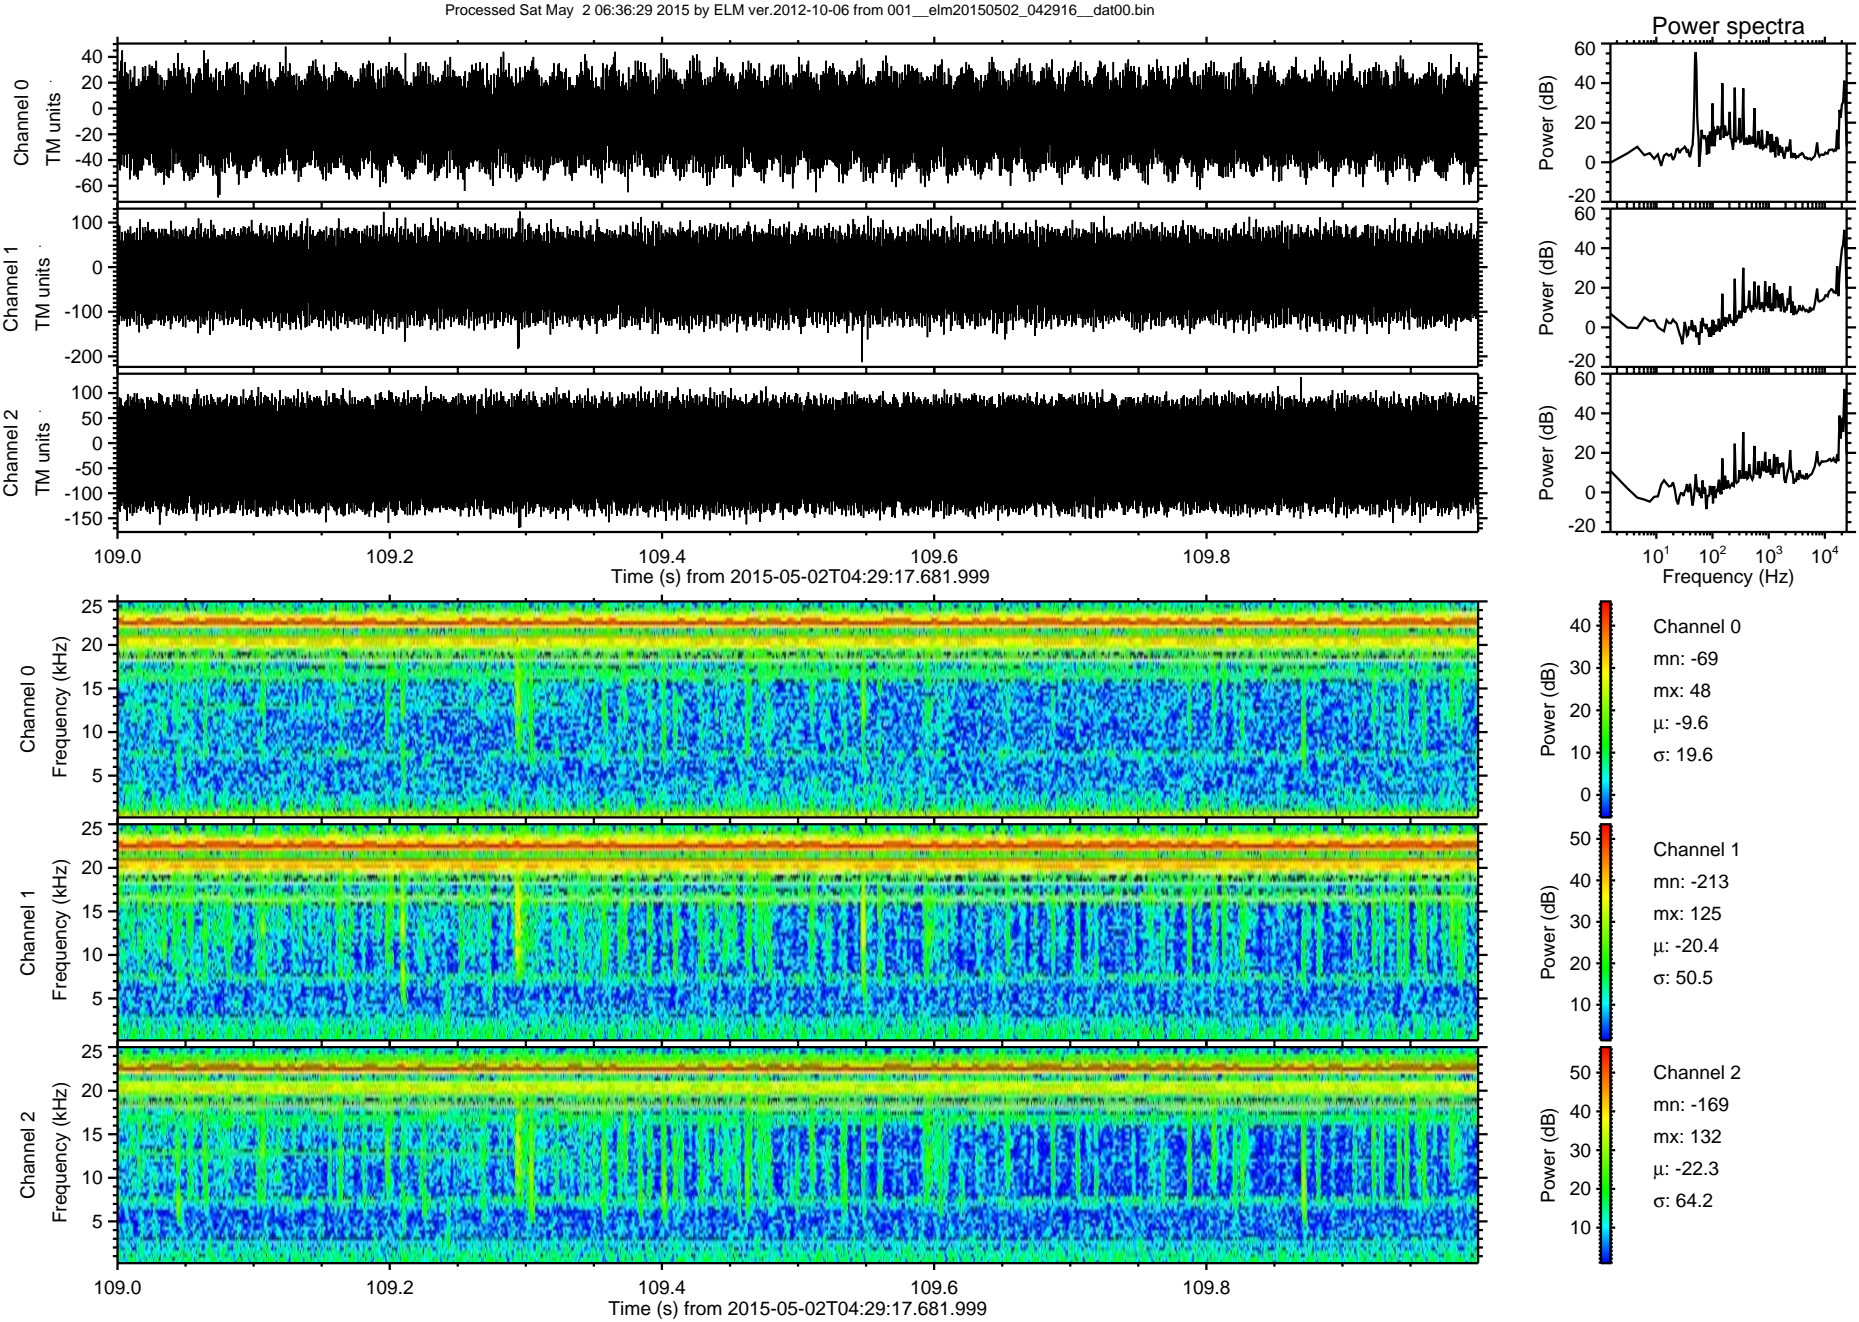 Processed Sat May 2 06:36:29 2015 by ELM ver.2012-10-06 from 001__elm20150502_042916__dat00.bin
Power spectra
Channel 0
TM units
40
20
0
-20
-40
-60
Power (dB)
60
40
20
0
-20
Channel 1
TM units
100
0
-100
-200
Power (dB)
60
40
20
0
-20
Channel 2
TM units
100
50
0
-50
-100
-150
Power (dB)
60
40
20
0
-20
109.0 109.2 109.4 109.6 109.8
Time (s) from 2015-05-02T04:29:17.681.999
10¹ 10² 10³ 10⁴
Frequency (Hz)
Channel 0
Frequency (kHz)
25
20
15
10
5
Power (dB)
40
30
20
10
0
Channel 0
mn: -69
mx: 48
μ: -9.6
σ: 19.6
Channel 1
Frequency (kHz)
25
20
15
10
5
Power (dB)
50
40
30
20
10
Channel 1
mn: -213
mx: 125
μ: -20.4
σ: 50.5
Channel 2
Frequency (kHz)
25
20
15
10
5
Power (dB)
50
40
30
20
10
Channel 2
mn: -169
mx: 132
μ: -22.3
σ: 64.2
109.0 109.2 109.4 109.6 109.8
Time (s) from 2015-05-02T04:29:17.681.999